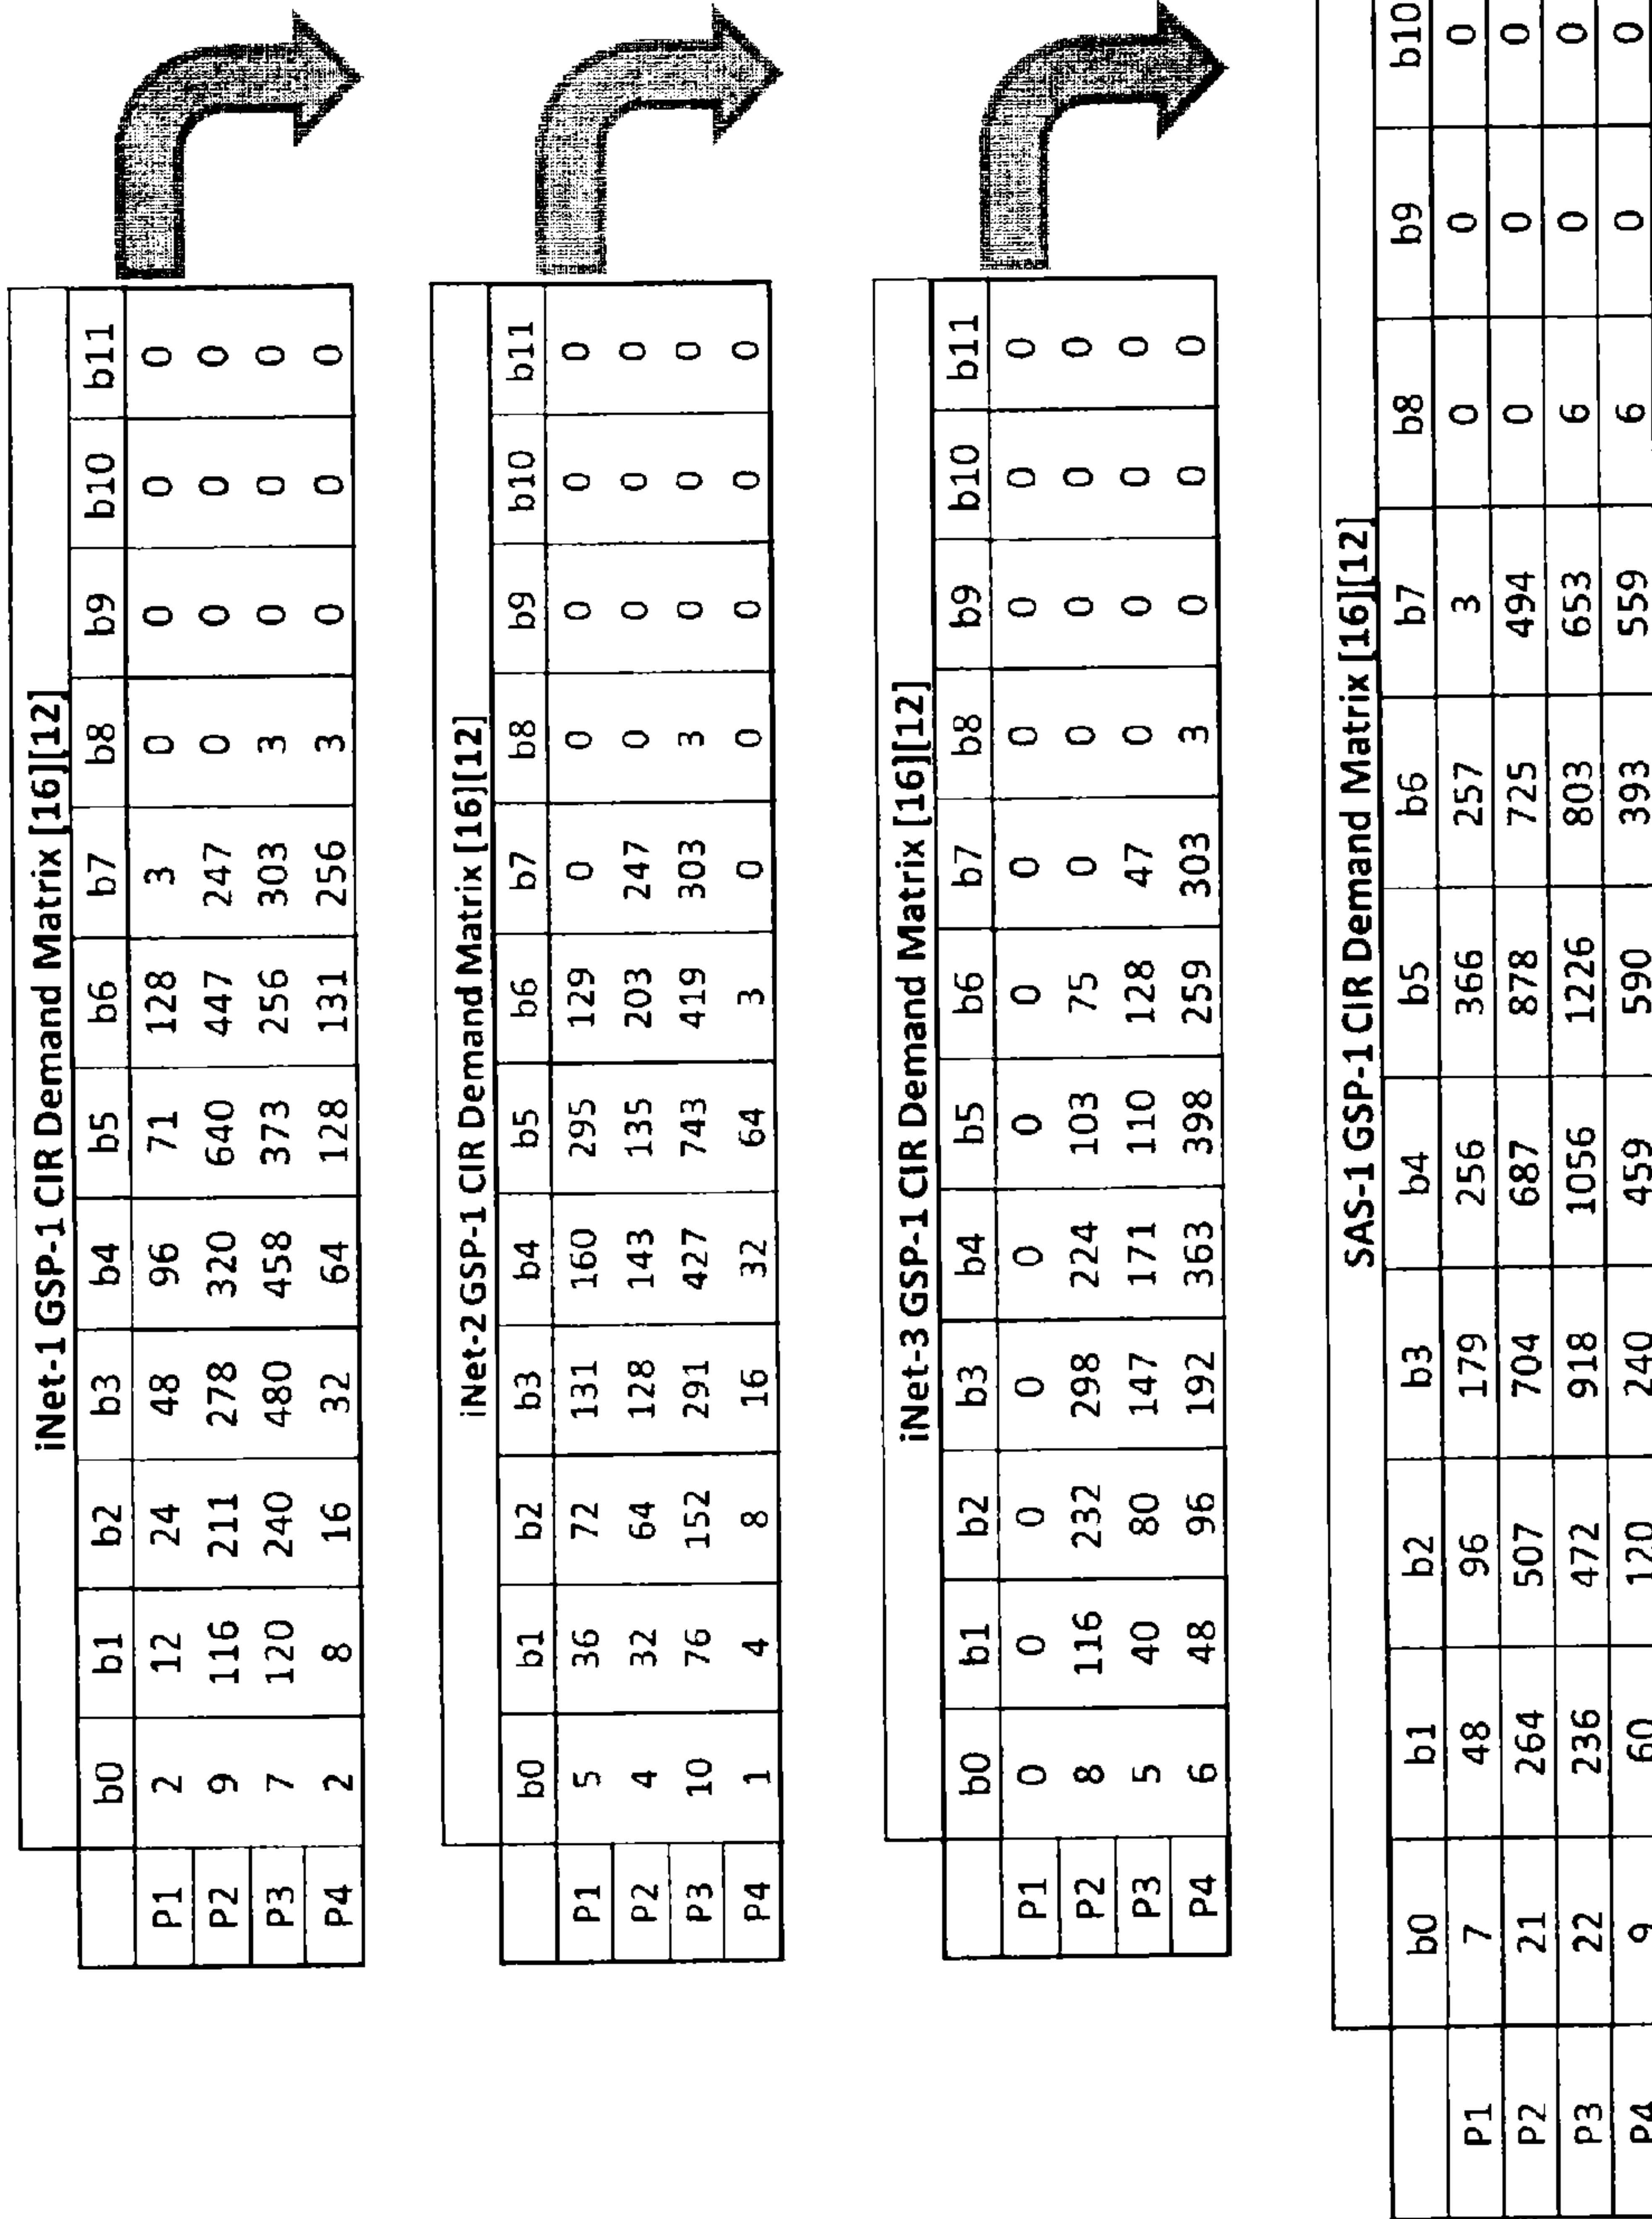 iNet-1 GSP-1 CIR Demand Matrix [16][12]
b0 b1 b2 b3 b4 b5 b6 b7 b8 b9 b10 b11
P1 2 12 24 48 96 71 128 3 0 0 0 0
P2 9 116 211 278 320 640 447 247 0 0 0 0
P3 7 120 240 480 458 373 256 303 3 0 0 0
P4 2 8 16 32 64 128 131 256 3 0 0 0
iNet-2 GSP-1 CIR Demand Matrix [16][12]
b0 b1 b2 b3 b4 b5 b6 b7 b8 b9 b10 b11
P1 5 36 72 131 160 295 129 0 0 0 0 0
P2 4 32 64 128 143 135 203 247 0 0 0 0
P3 10 76 152 291 427 743 419 303 3 0 0 0
P4 1 4 8 16 32 64 3 0 0 0 0 0
iNet-3 GSP-1 CIR Demand Matrix [16][12]
b0 b1 b2 b3 b4 b5 b6 b7 b8 b9 b10 b11
P1 0 0 0 0 0 0 0 0 0 0 0 0
P2 8 116 232 298 224 103 75 0 0 0 0 0
P3 5 40 80 147 171 110 128 47 0 0 0 0
P4 6 48 96 192 363 398 259 303 3 0 0 0
SAS-1 GSP-1 CIR Demand Matrix [16][12]
b0 b1 b2 b3 b4 b5 b6 b7 b8 b9 b10
P1 7 48 96 179 256 366 257 3 0 0 0
P2 21 264 507 704 687 878 725 494 0 0 0
P3 22 236 472 918 1056 1226 803 653 6 0 0
P4 9 60 120 240 459 590 393 559 6 0 0